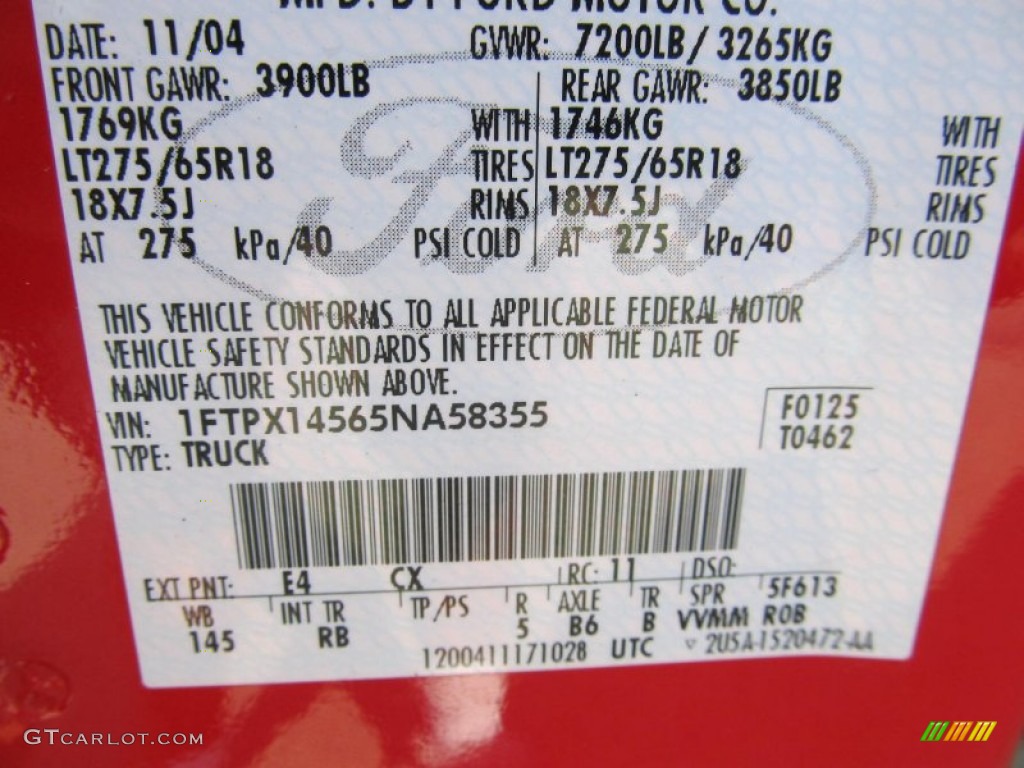 MFD. BY FORD MOTOR CO.
DATE: 11/04 GVWR: 7200LB/ 3265KG
FRONT GAWR: 3900LB REAR GAWR: 3850LB
1769KG WITH 1746KG WITH
LT275/65R18 TIRES LT275/65R18 TIRES
18X7.5J RIMS 18X7.5J RIMS
AT 275 kPa/40 PSI COLD AT 275 kPa/40 PSI COLD
Ford
THIS VEHICLE CONFORMS TO ALL APPLICABLE FEDERAL MOTOR
VEHICLE SAFETY STANDARDS IN EFFECT ON THE DATE OF
MANUFACTURE SHOWN ABOVE.
VIN: 1FTPX14565NA58355 F0125
TYPE: TRUCK T0462
EXT PNT: E4 CX RC: 11 DSO:
WB INT TR TP/PS R AXLE TR SPR 5F613
145 RB 5 B6 B VVMM ROB
1200411171028 UTC 2U5A-1520472-AA
GTCARLOT.COM